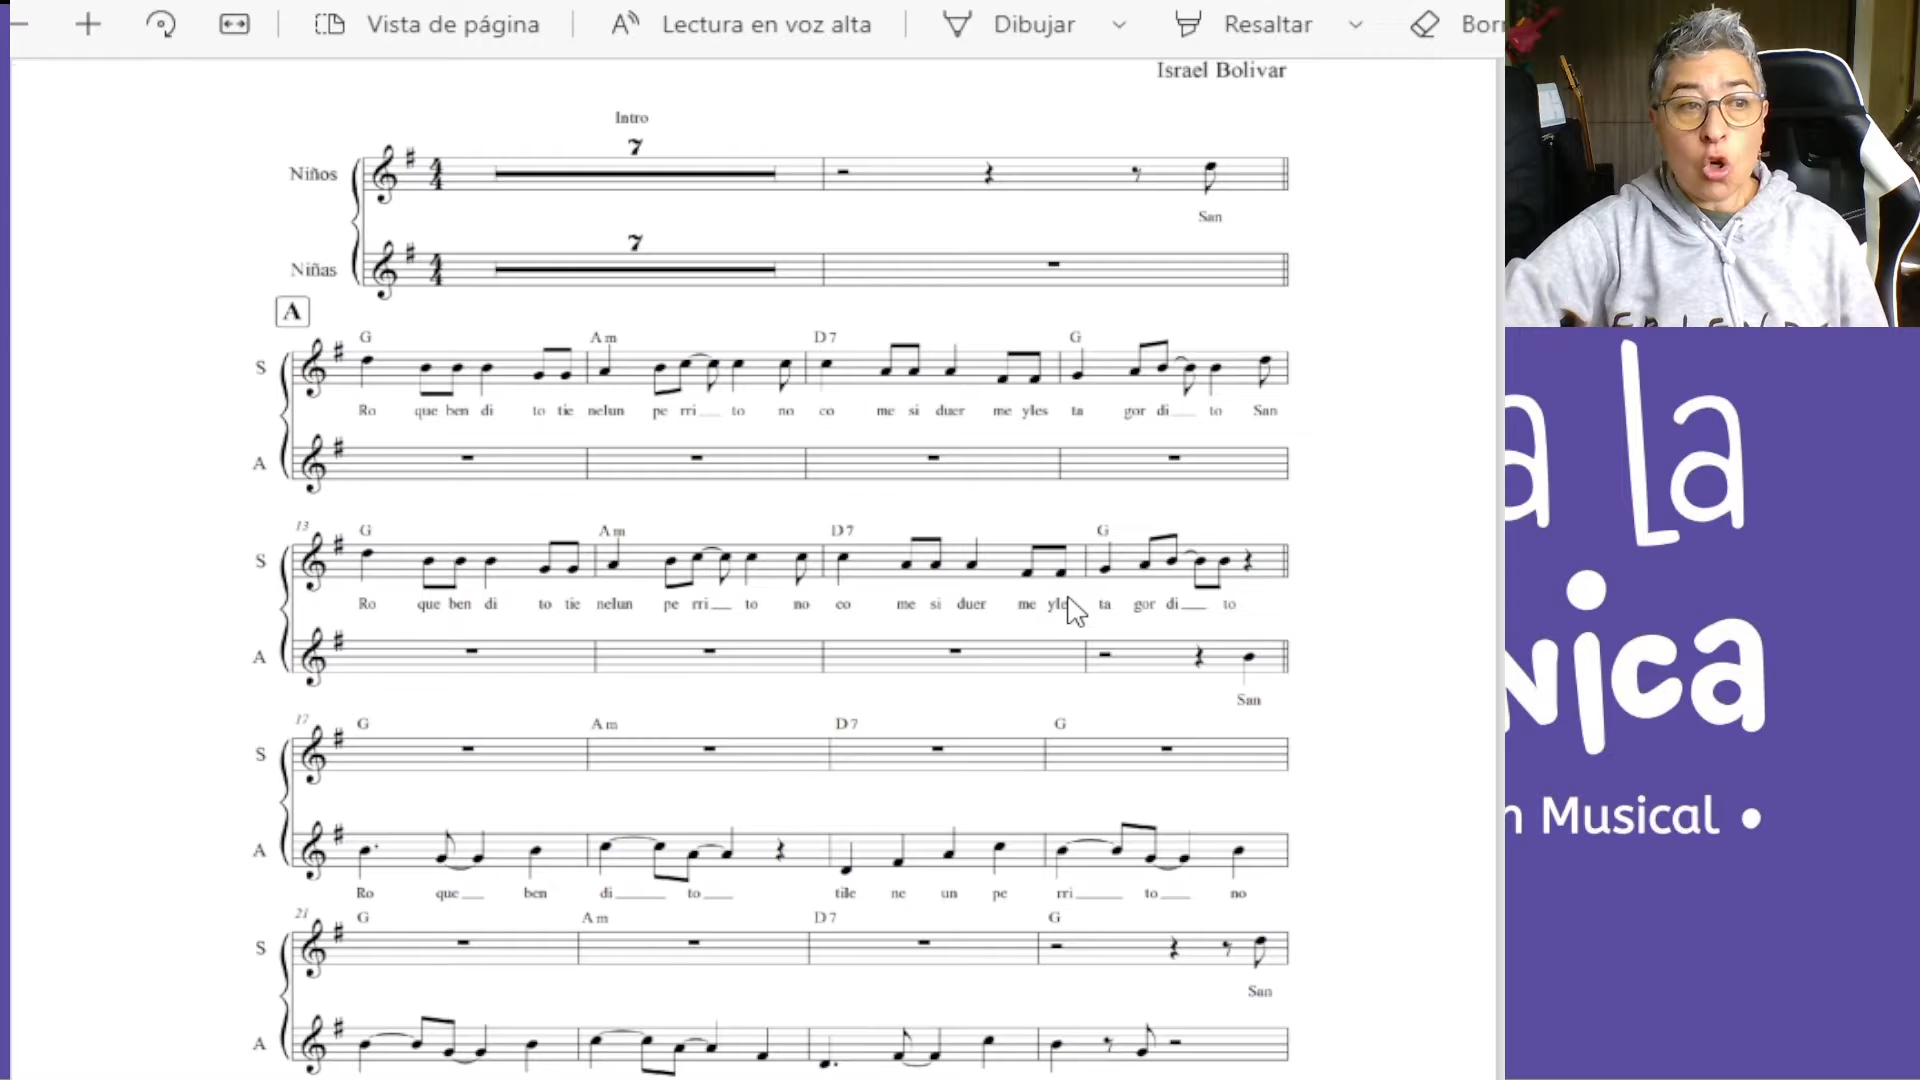 Vista de página Lectura en voz alta Dibujar Resaltar Bor
Israel Bolivar
Intro
7
Niños
San
7
Niñas
A
G Am D7 G
S
Ro que ben di to tie nelun pe rri to no co me si duer me yles ta gor di to San
A
13 G Am D7 G
S
Ro que ben di to tie nelun pe rri to no co me si duer me yle ta gor di to
A
San
17 G Am D7 G
S
A
Ro que ben di to tile ne un pe rri to no
21 G Am D7 G
S
San
A
a la
nica
n Musical •